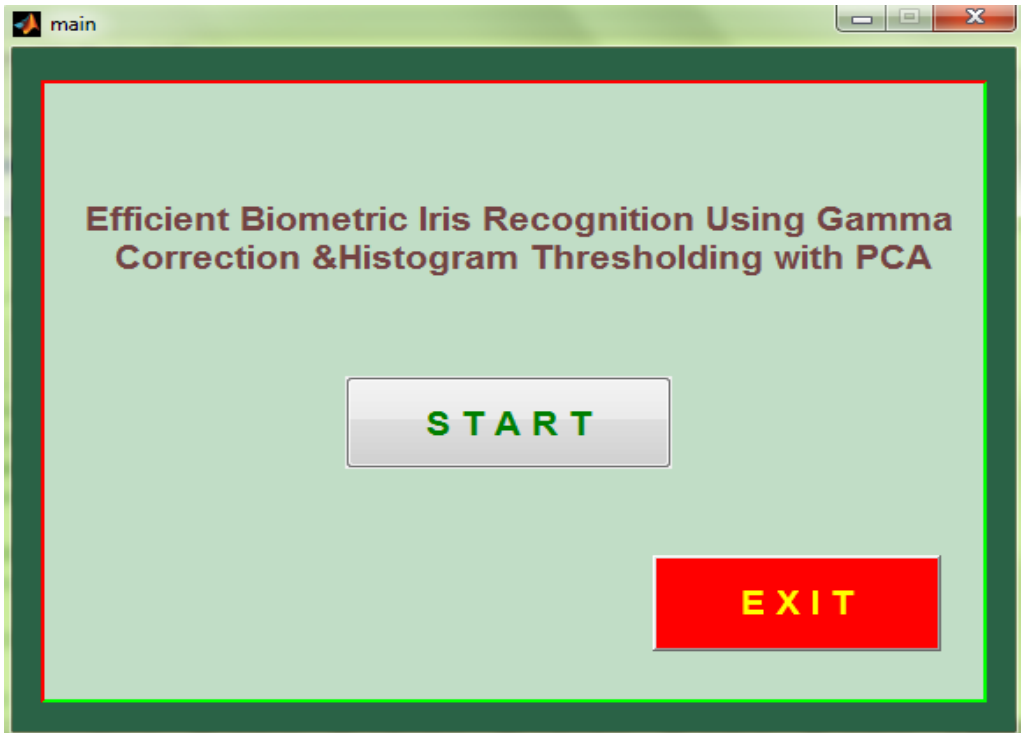 main
Efficient Biometric Iris Recognition Using Gamma
Correction &Histogram Thresholding with PCA
S T A R T
E X I T